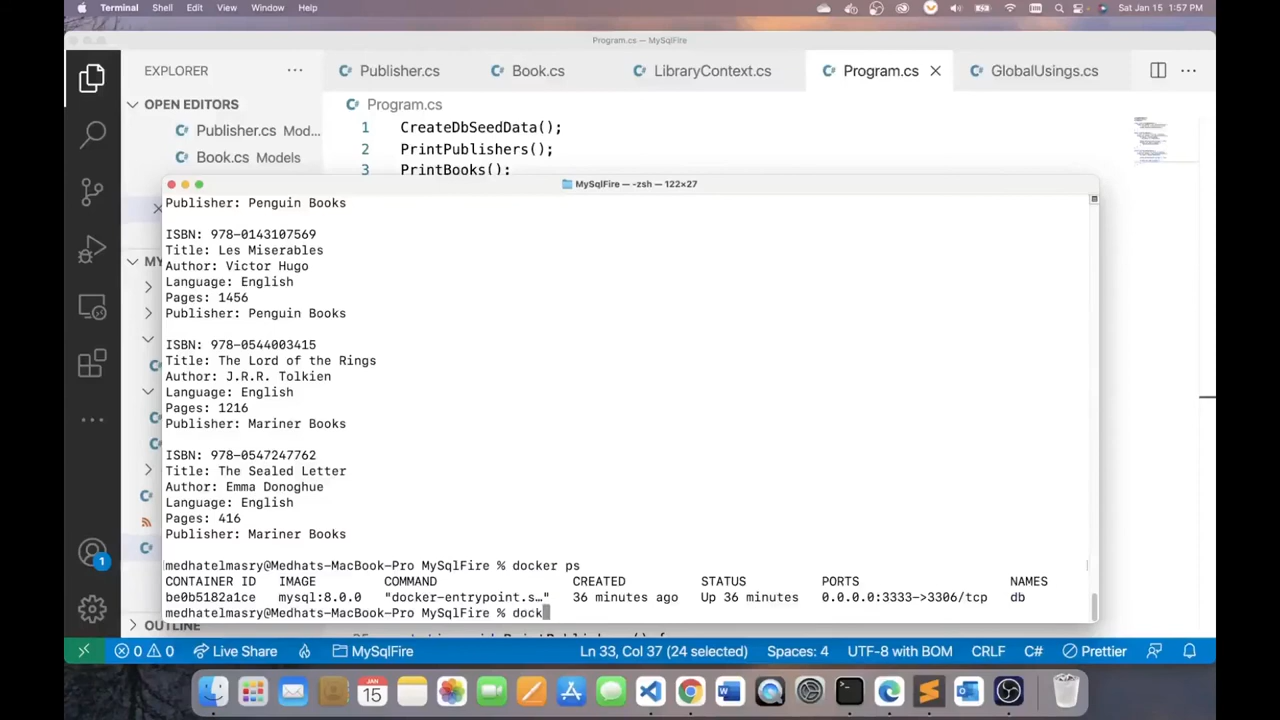 Terminal Shell Edit View Window Help Sat Jan 15 1:57 PM
Program.cs — MySqlFire
EXPLORER ··· Publisher.cs Book.cs LibraryContext.cs Program.cs GlobalUsings.cs ···
OPEN EDITORS Program.cs
Publisher.cs Mod... 1 CreateDbSeedData();
2 PrintPublishers();
Book.cs Models
3 PrintBooks();
MySqlFire — -zsh — 122×27
Publisher: Penguin Books
ISBN: 978-0143107569
Title: Les Miserables
MY
Author: Victor Hugo
Language: English
Pages: 1456
Publisher: Penguin Books
ISBN: 978-0544003415
Title: The Lord of the Rings
Author: J.R.R. Tolkien
Language: English
Pages: 1216
Publisher: Mariner Books
ISBN: 978-0547247762
Title: The Sealed Letter
Author: Emma Donoghue
Language: English
Pages: 416
Publisher: Mariner Books
1
medhatelmasry@Medhats-MacBook-Pro MySqlFire % docker ps
CONTAINER ID IMAGE COMMAND CREATED STATUS PORTS NAMES
be0b5182a1ce mysql:8.0.0 "docker-entrypoint.s…" 36 minutes ago Up 36 minutes 0.0.0.0:3333->3306/tcp db
medhatelmasry@Medhats-MacBook-Pro MySqlFire % dock
OUTLINE
0 0 Live Share MySqlFire Ln 33, Col 37 (24 selected) Spaces: 4 UTF-8 with BOM CRLF C# Prettier
JAN
15